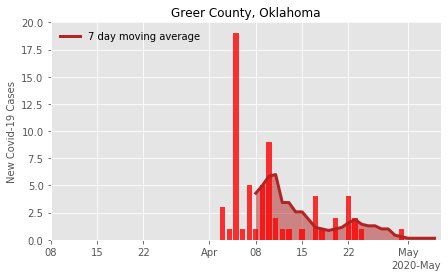 Greer County, Oklahoma
7 day moving average
New Covid-19 Cases
20.0
17.5
15.0
12.5
10.0
7.5
5.0
2.5
0.0
08 15 22 Apr 08 15 22 May
2020-May